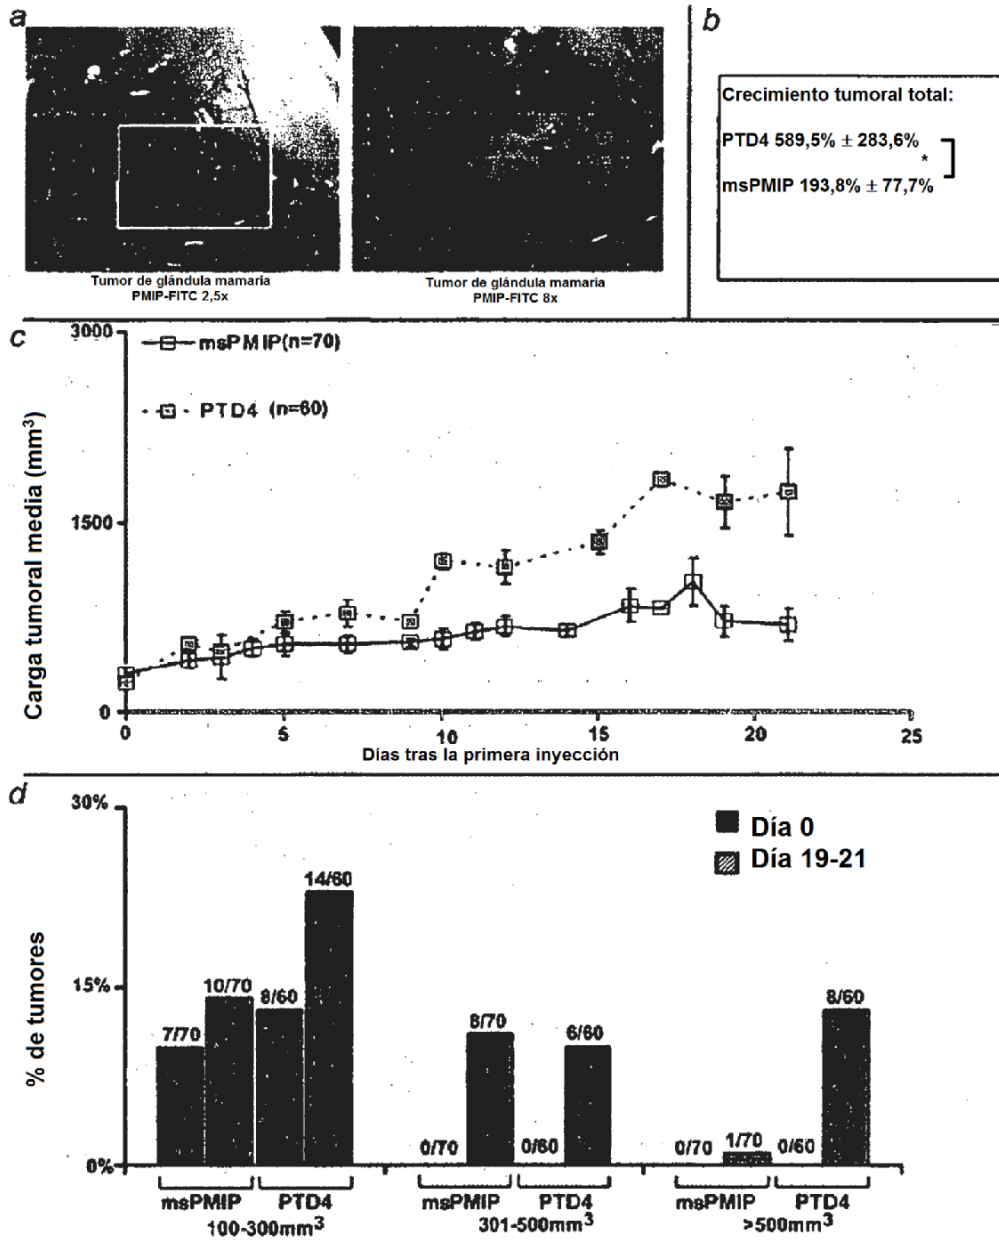 a
Tumor de glándula mamaria
PMIP-FITC 2,5x
Tumor de glándula mamaria
PMIP-FITC 8x
b
Crecimiento tumoral total:
PTD4 589,5% ± 283,6%
*
msPMIP 193,8% ± 77,7%
c
msPMIP(n=70)
PTD4 (n=60)
Carga tumoral media (mm³)
3000
1500
0
0 5 10 15 20 25
Días tras la primera inyección
d
Día 0
Día 19-21
% de tumores
30%
15%
0%
7/70 10/70 8/60 14/60
0/70 8/70 0/60 6/60
0/70 1/70 0/60 8/60
msPMIP PTD4 msPMIP PTD4 msPMIP PTD4
100-300mm³ 301-500mm³ >500mm³